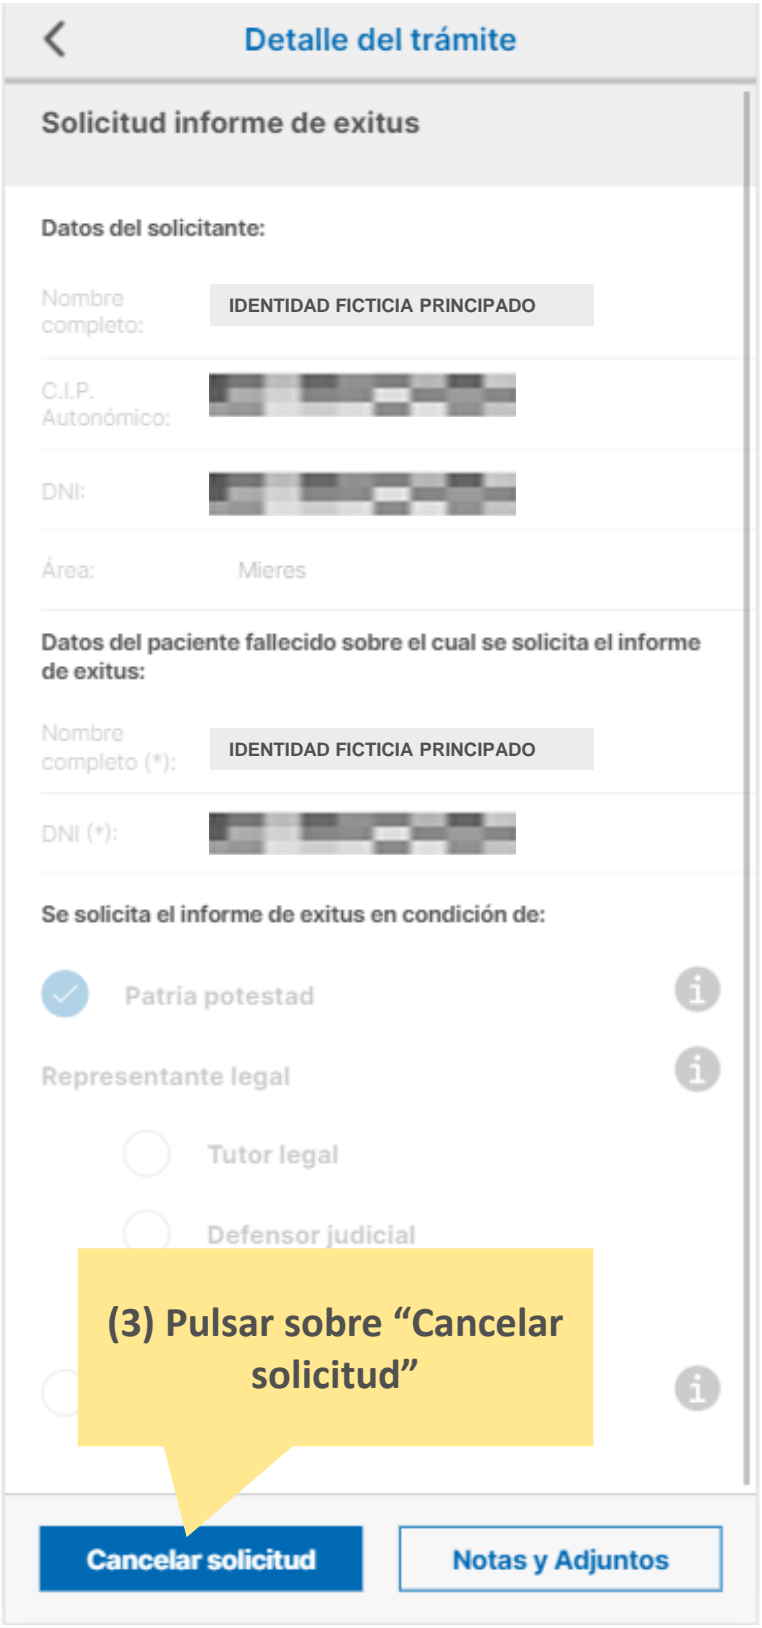 Detalle del trámite
Solicitud informe de exitus
Datos del solicitante:
Nombre
completo:
IDENTIDAD FICTICIA PRINCIPADO
C.I.P.
Autonómico:
DNI:
Área:
Mieres
Datos del paciente fallecido sobre el cual se solicita el informe
de exitus:
Nombre
completo (*):
IDENTIDAD FICTICIA PRINCIPADO
DNI (*):
Se solicita el informe de exitus en condición de:
Patria potestad
Representante legal
Tutor legal
Defensor judicial
(3) Pulsar sobre “Cancelar
solicitud”
Cancelar solicitud
Notas y Adjuntos